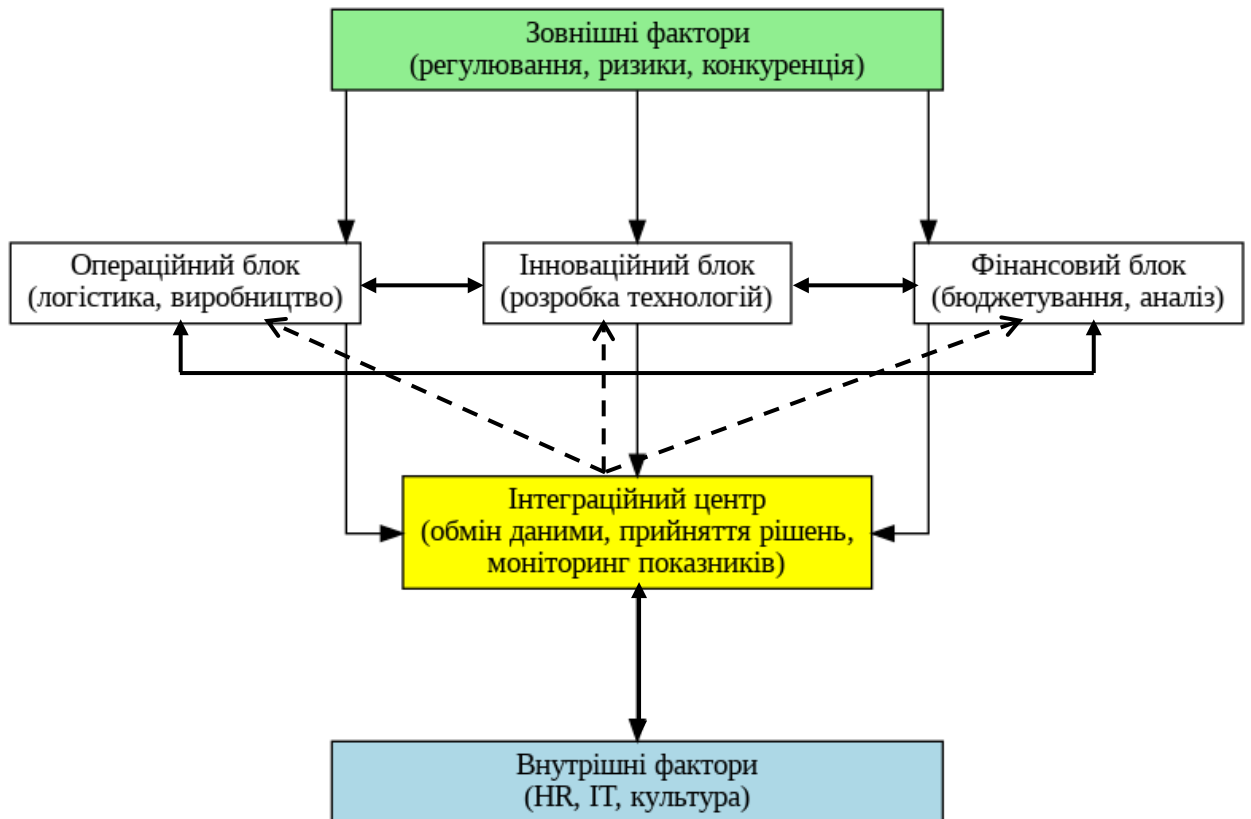 Зовнішні фактори
(регулювання, ризики, конкуренція)
Операційний блок
(логістика, виробництво)
Інноваційний блок
(розробка технологій)
Фінансовий блок
(бюджетування, аналіз)
Інтеграційний центр
(обмін даними, прийняття рішень,
моніторинг показників)
Внутрішні фактори
(HR, IT, культура)